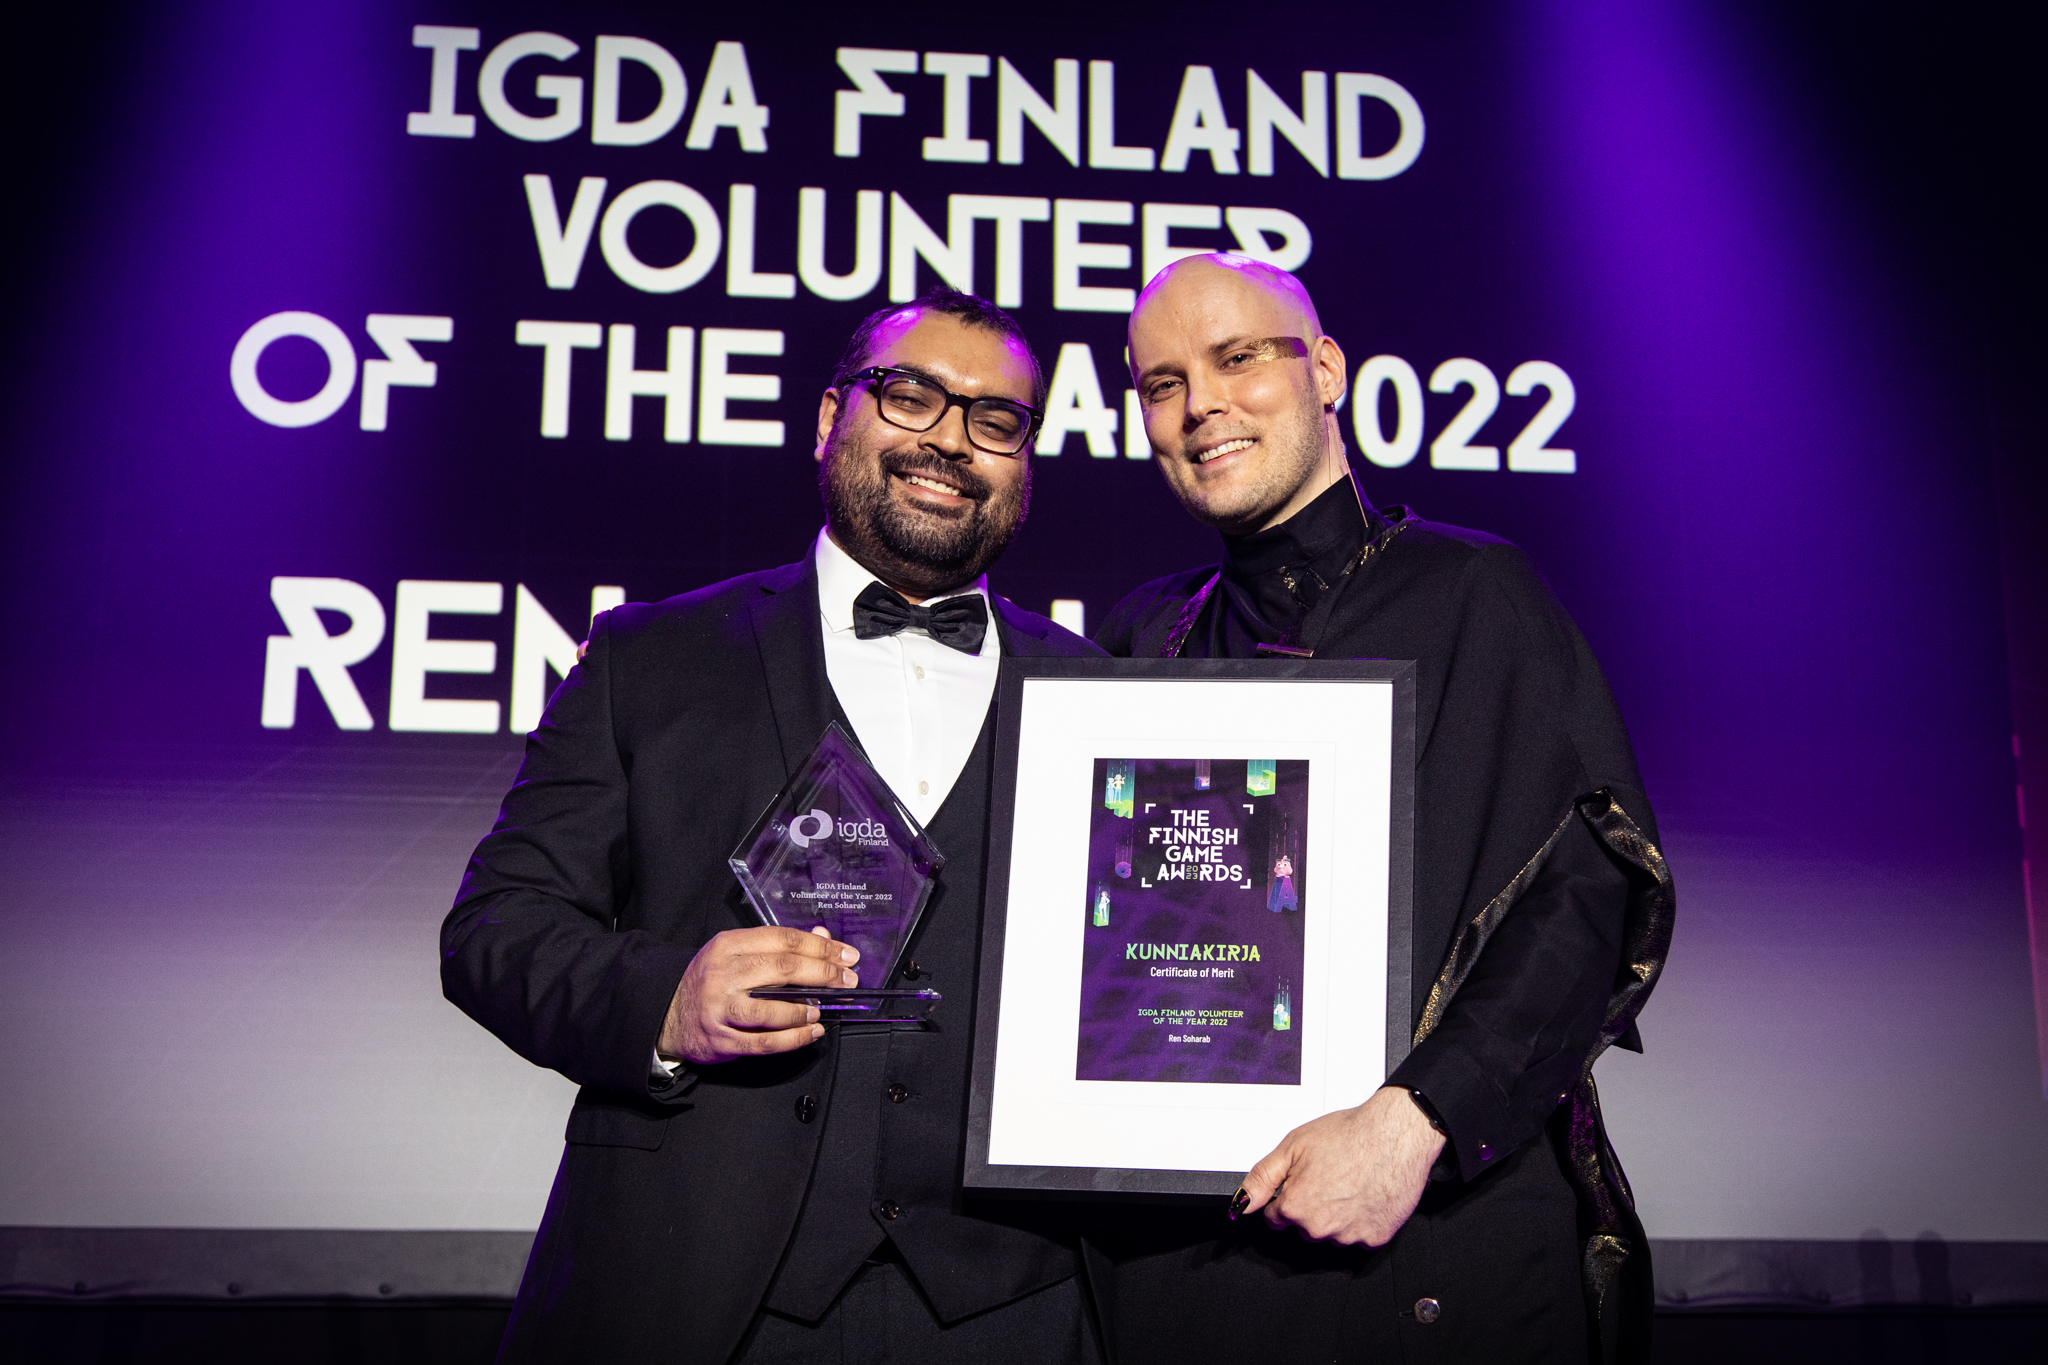 IGDA FINLAND
VOLUNTEER
OF THE 2022
REN
igda
Finland
IGDA Finland
Volunteer of the Year 2022
Ren Soharab
THE
FINNISH
GAME
AWARDS
2023
KUNNIAKIRJA
Certificate of Merit
IGDA FINLAND VOLUNTEER
OF THE YEAR 2022
Ren Soharab